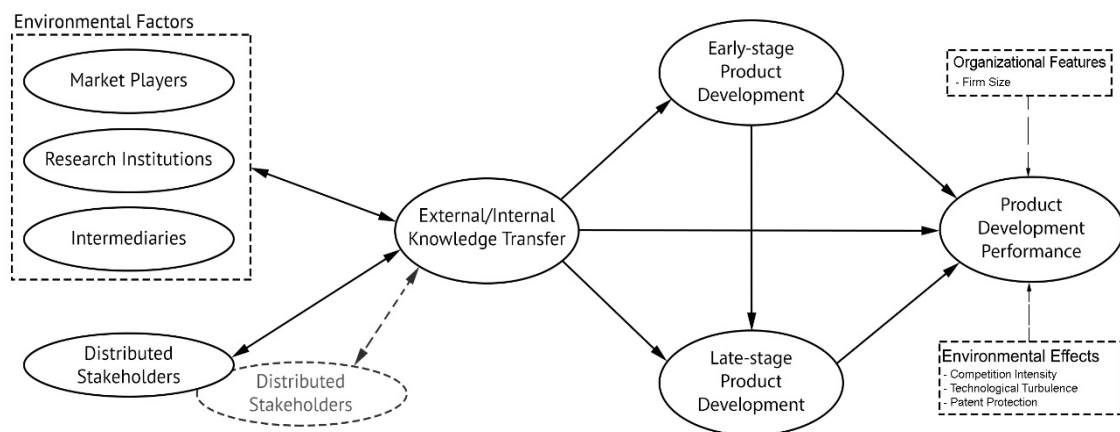 Environmental Factors
Market Players
Research Institutions
Intermediaries
Distributed
Stakeholders
Distributed
Stakeholders
External/Internal
Knowledge Transfer
Early-stage
Product
Development
Late-stage
Product
Development
Organizational Features
- Firm Size
Product
Development
Performance
Environmental Effects
- Competition Intensity
- Technological Turbulence
- Patent Protection